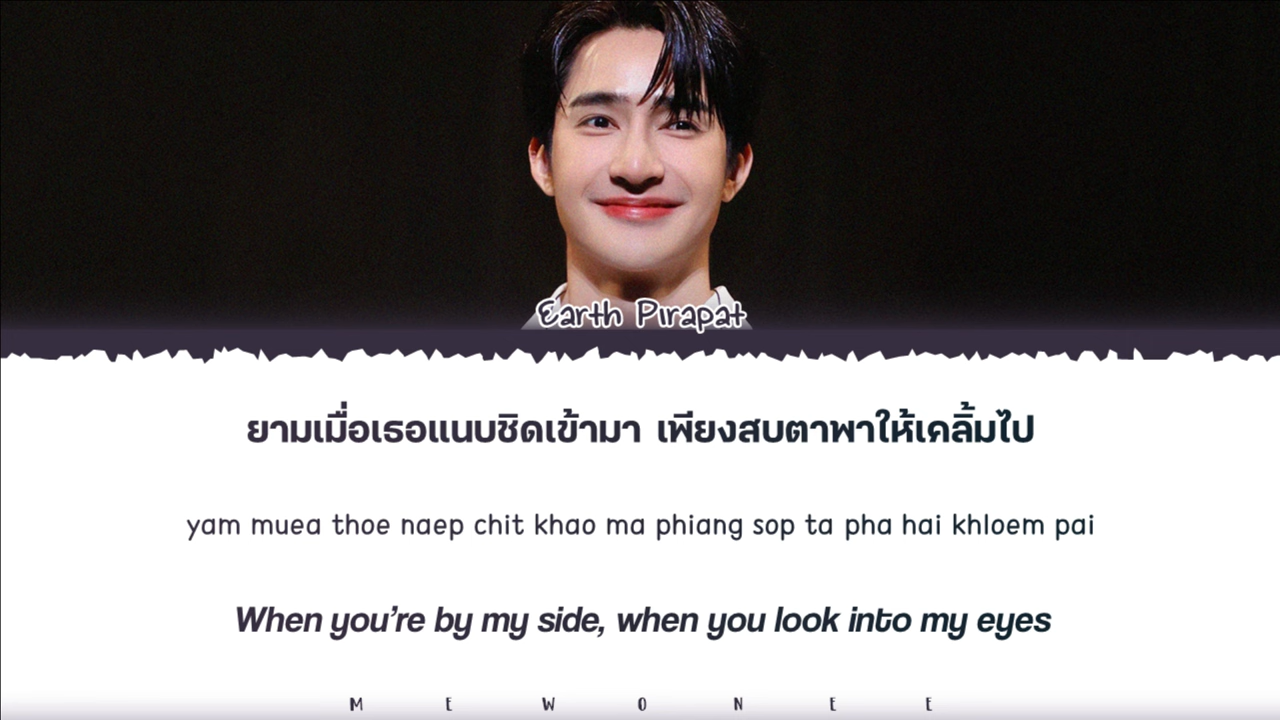 Earth Pirapat
ยามเมื่อเธอแนบชิดเข้ามา เพียงสบตาพาให้เคลิ้มไป
yam muea thoe naep chit khao ma phiang sop ta pha hai khloem pai
When you're by my side, when you look into my eyes
M E W O N E E